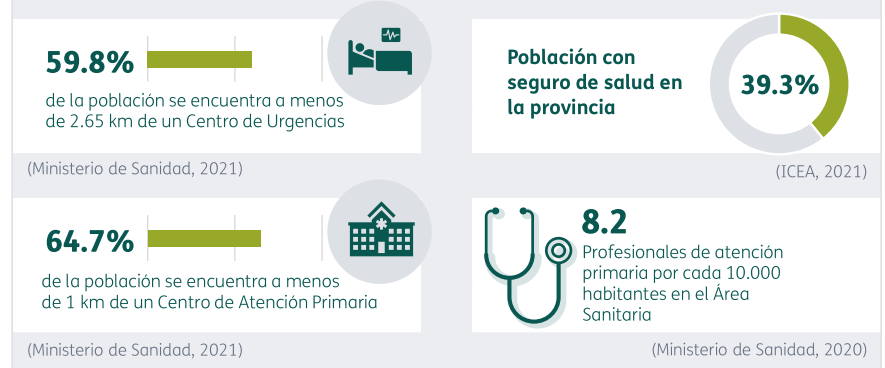 59.8%
de la población se encuentra a menos
de 2.65 km de un Centro de Urgencias
(Ministerio de Sanidad, 2021)
Población con
seguro de salud en
la provincia
39.3%
(ICEA, 2021)
64.7%
de la población se encuentra a menos
de 1 km de un Centro de Atención Primaria
(Ministerio de Sanidad, 2021)
8.2
Profesionales de atención
primaria por cada 10.000
habitantes en el Área
Sanitaria
(Ministerio de Sanidad, 2020)